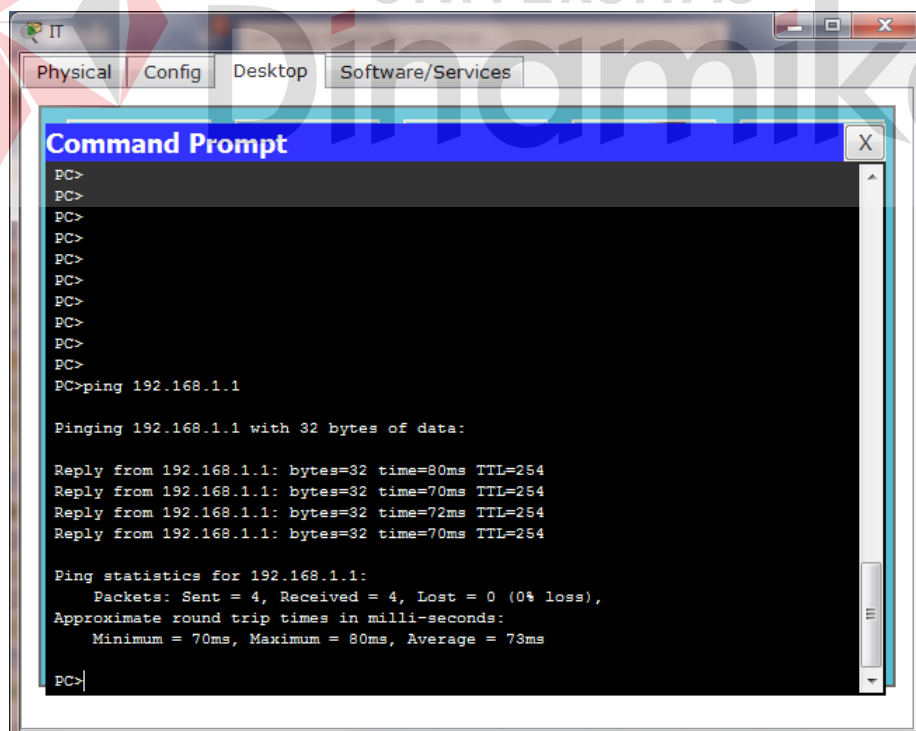 UNIVERSITAS
Dinamika
IT
Physical Config Desktop Software/Services
Command Prompt
X
PC>
PC>
PC>
PC>
PC>
PC>
PC>
PC>
PC>
PC>
PC>ping 192.168.1.1
Pinging 192.168.1.1 with 32 bytes of data:
Reply from 192.168.1.1: bytes=32 time=80ms TTL=254
Reply from 192.168.1.1: bytes=32 time=70ms TTL=254
Reply from 192.168.1.1: bytes=32 time=72ms TTL=254
Reply from 192.168.1.1: bytes=32 time=70ms TTL=254
Ping statistics for 192.168.1.1:
Packets: Sent = 4, Received = 4, Lost = 0 (0% loss),
Approximate round trip times in milli-seconds:
Minimum = 70ms, Maximum = 80ms, Average = 73ms
PC>